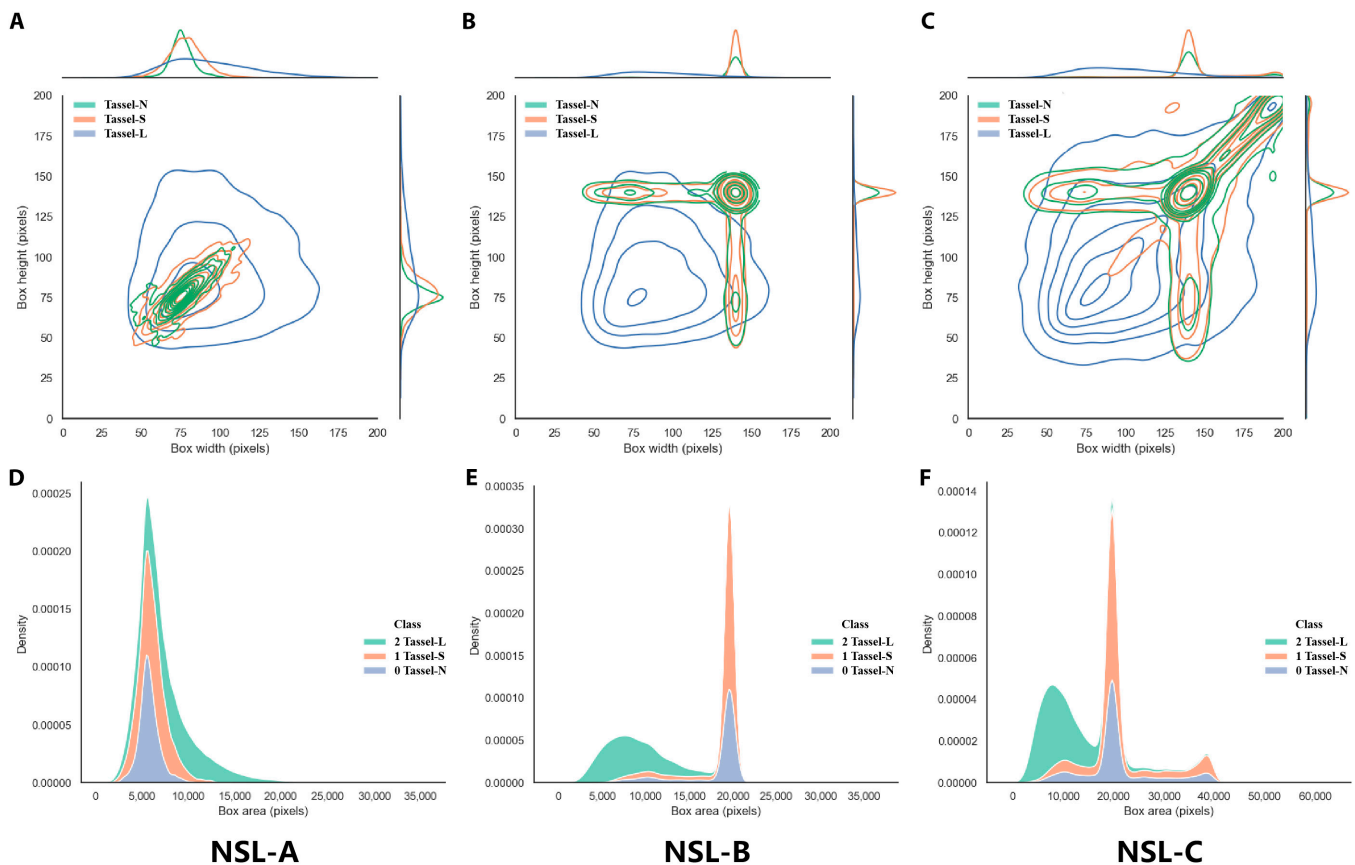 A
B
C
200
175
150
125
100
75
50
25
0
Box height (pixels)
Tassel-N
Tassel-S
Tassel-L
0 25 50 75 100 125 150 175 200
Box width (pixels)
200
175
150
125
100
75
50
25
0
Box height (pixels)
Tassel-N
Tassel-S
Tassel-L
0 25 50 75 100 125 150 175 200
Box width (pixels)
200
175
150
125
100
75
50
25
0
Box height (pixels)
Tassel-N
Tassel-S
Tassel-L
0 25 50 75 100 125 150 175 200
Box width (pixels)
D
0.00025
0.00020
0.00015
0.00010
0.00005
0.00000
Density
Class
2 Tassel-L
1 Tassel-S
0 Tassel-N
0 5,000 10,000 15,000 20,000 25,000 30,000 35,000
Box area (pixels)
NSL-A
E
0.00035
0.00030
0.00025
0.00020
0.00015
0.00010
0.00005
0.00000
Density
Class
2 Tassel-L
1 Tassel-S
0 Tassel-N
0 5,000 10,000 15,000 20,000 25,000 30,000 35,000
Box area (pixels)
NSL-B
F
0.00014
0.00012
0.00010
0.00008
0.00006
0.00004
0.00002
0.00000
Density
Class
2 Tassel-L
1 Tassel-S
0 Tassel-N
0 10,000 20,000 30,000 40,000 50,000 60,000
Box area (pixels)
NSL-C